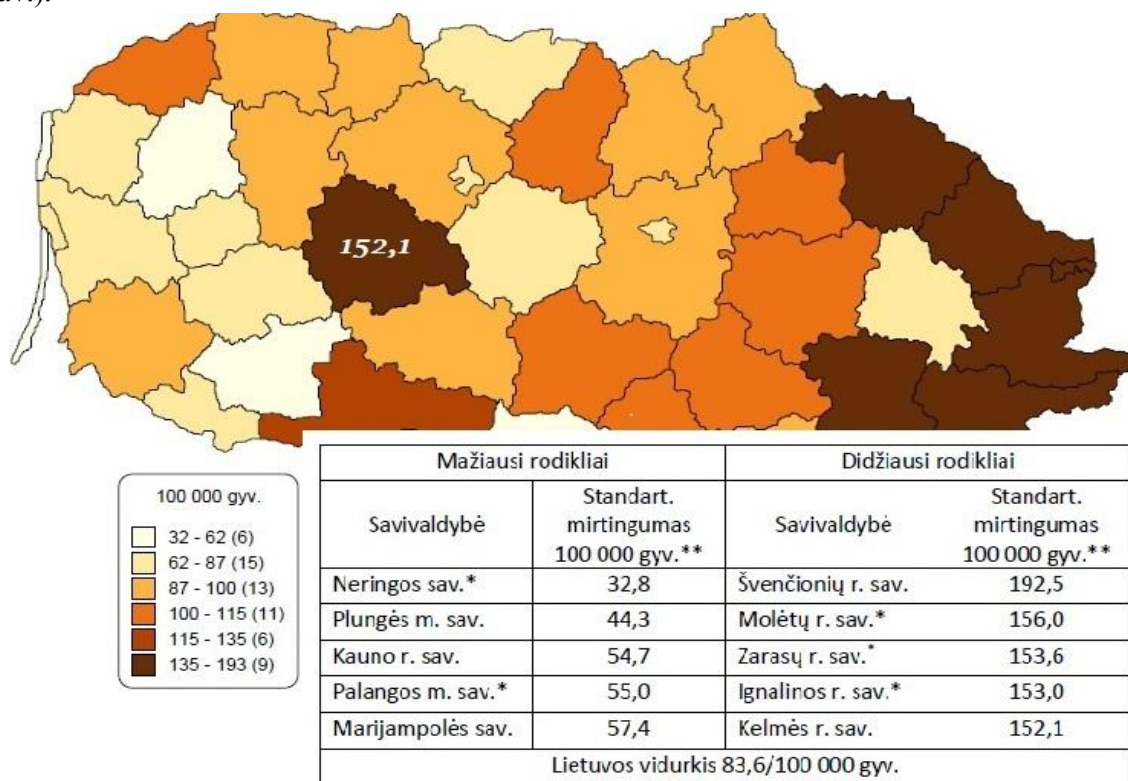 152,1
100 000 gyv.
32 - 62 (6)
62 - 87 (15)
87 - 100 (13)
100 - 115 (11)
115 - 135 (6)
135 - 193 (9)
Mažiausi rodikliai Didžiausi rodikliai
Savivaldybė Standart. mirtingumas 100 000 gyv.** Savivaldybė Standart. mirtingumas 100 000 gyv.**
Neringos sav.* 32,8 Švenčionių r. sav. 192,5
Plungės m. sav. 44,3 Molėtų r. sav.* 156,0
Kauno r. sav. 54,7 Zarasų r. sav.* 153,6
Palangos m. sav.* 55,0 Ignalinos r. sav.* 153,0
Marijampolės sav. 57,4 Kelmės r. sav. 152,1
Lietuvos vidurkis 83,6/100 000 gyv.